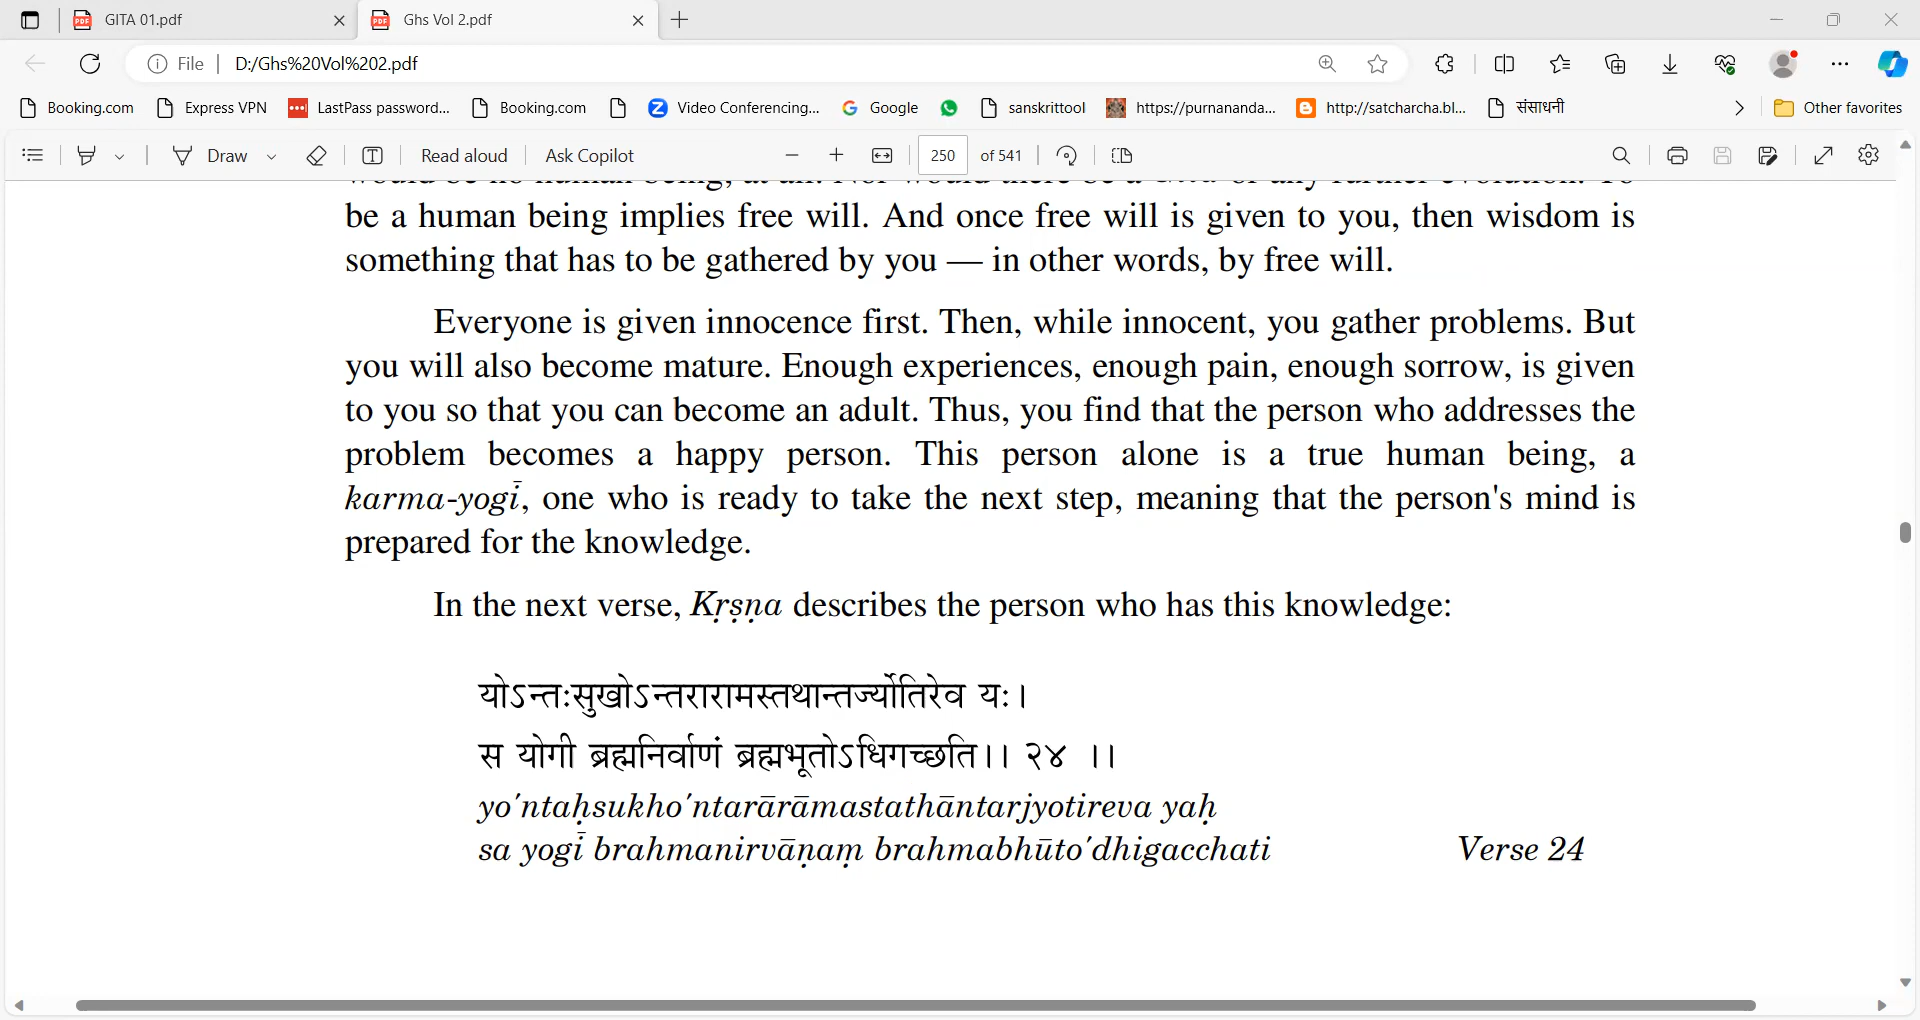 GITA 01.pdf
Ghs Vol 2.pdf
File
D:/Ghs%20Vol%202.pdf
Booking.com
Express VPN
LastPass password...
Booking.com
Video Conferencing...
Google
sanskrittool
https://purnananda...
http://satcharcha.bl...
संसाधनी
Other favorites
Draw
Read aloud
Ask Copilot
250 of 541
be a human being implies free will. And once free will is given to you, then wisdom is
something that has to be gathered by you — in other words, by free will.
Everyone is given innocence first. Then, while innocent, you gather problems. But
you will also become mature. Enough experiences, enough pain, enough sorrow, is given
to you so that you can become an adult. Thus, you find that the person who addresses the
problem becomes a happy person. This person alone is a true human being, a
karma-yogī, one who is ready to take the next step, meaning that the person's mind is
prepared for the knowledge.
In the next verse, Kṛṣṇa describes the person who has this knowledge:
योऽन्तःसुखोऽन्तरारामस्तथान्तर्ज्योतिरेव यः।
स योगी ब्रह्मनिर्वाणं ब्रह्मभूतोऽधिगच्छति।। २४ ।।
yo'ntaḥsukho'ntarārāmastathāntarjyotireva yaḥ
sa yogī brahmanirvāṇaṃ brahmabhūto'dhigacchati
Verse 24